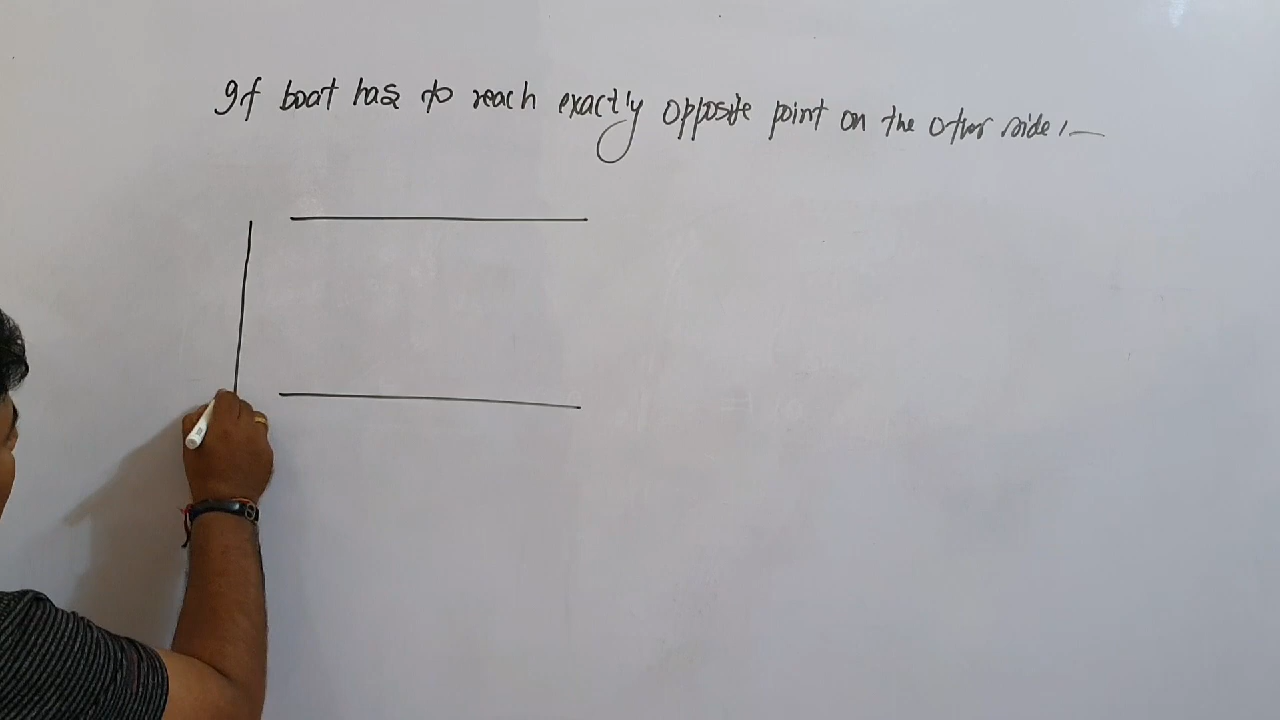 If boat has to reach exactly opposite point on the other side :-